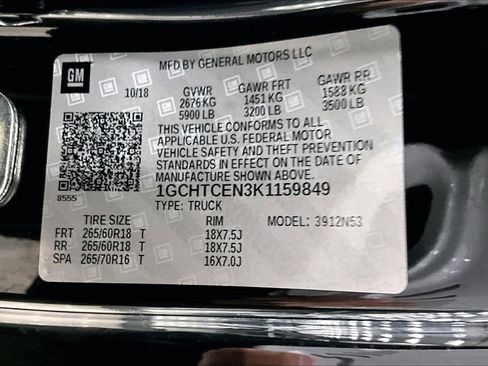 GM
MFD BY GENERAL MOTORS LLC
10/18 GVWR GAWR FRT GAWR RR
2676 KG 1451 KG 1588 KG
5900 LB 3200 LB 3500 LB
THIS VEHICLE CONFORMS TO ALL
APPLICABLE U.S. FEDERAL MOTOR
VEHICLE SAFETY AND THEFT PREVENTION
STANDARDS IN EFFECT ON THE DATE OF
MANUFACTURE SHOWN ABOVE.
1GCHTCEN3K1159849
8555 TYPE: TRUCK
TIRE SIZE RIM MODEL: 3912N53
FRT 265/60R18 T 18X7.5J
RR 265/60R18 T 18X7.5J
SPA 265/70R16 T 16X7.0J